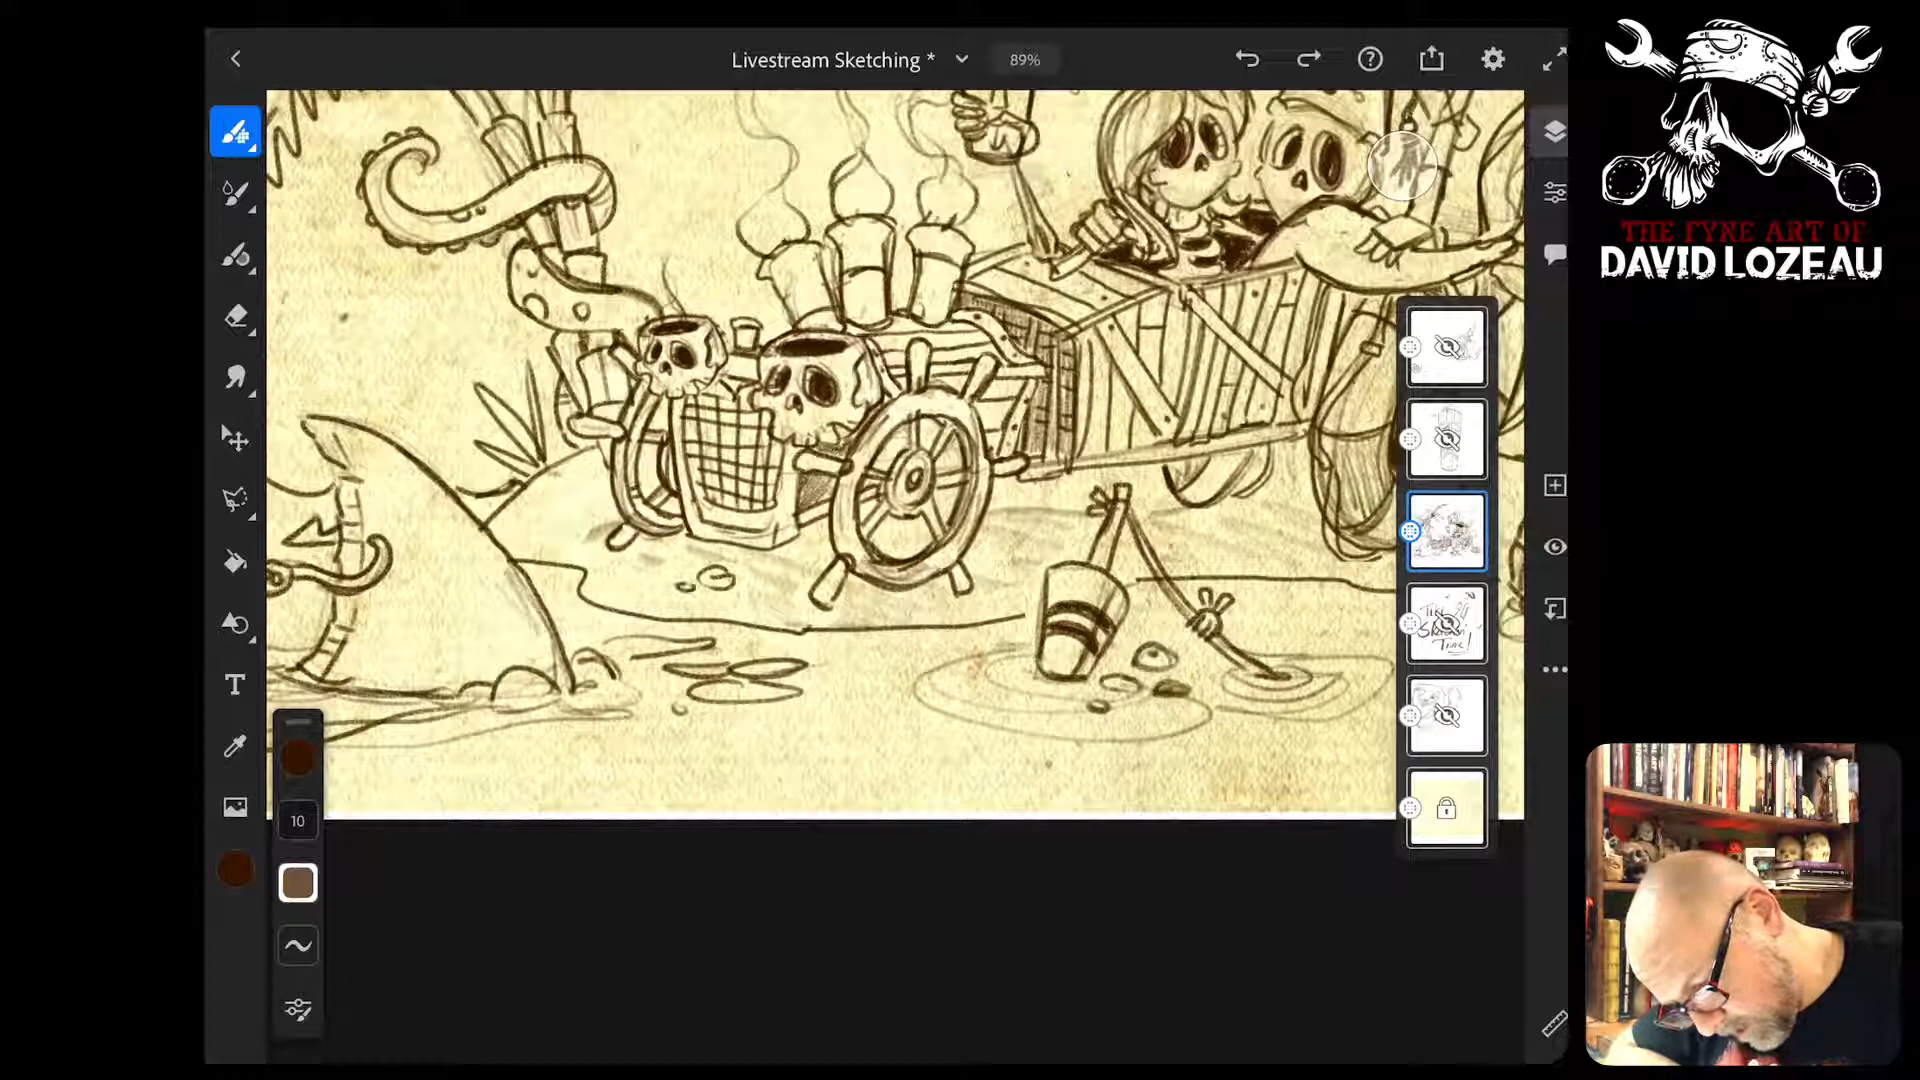 Livestream Sketching *
89%
THE FYNE ART OF
DAVID LOZEAU
T
10